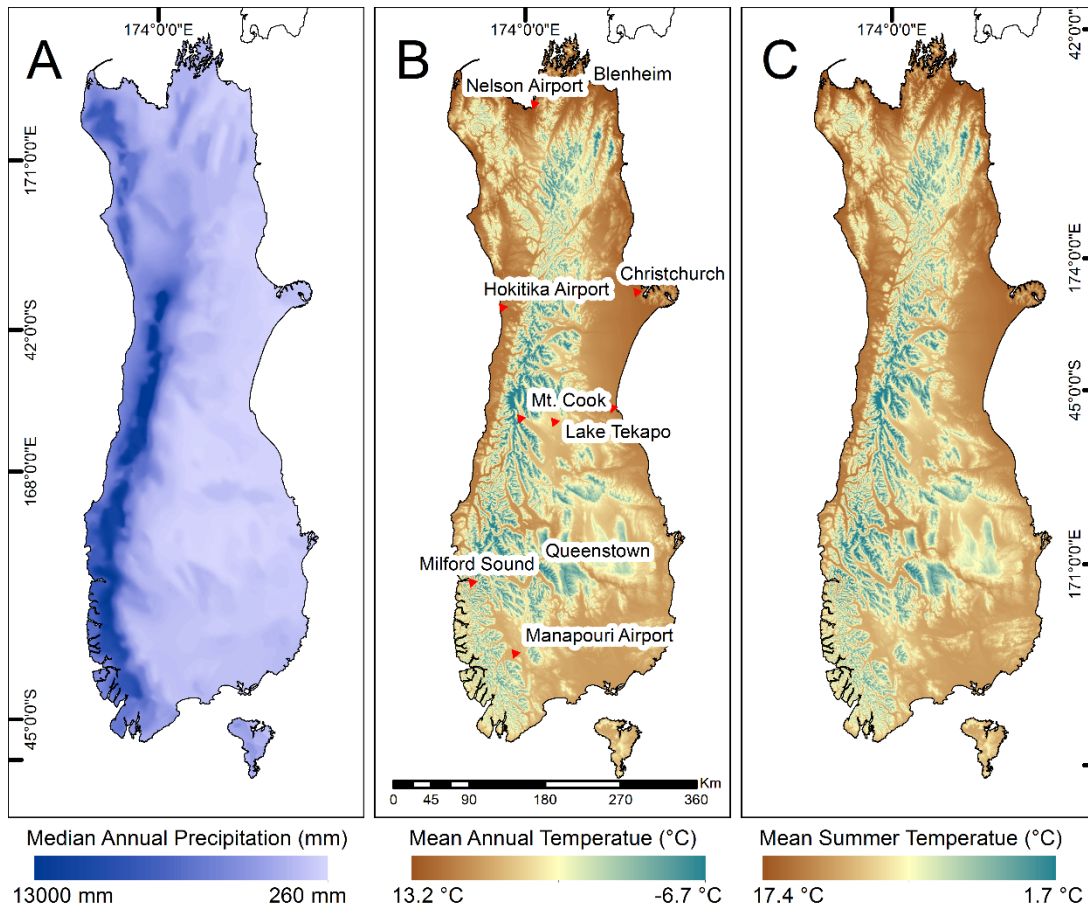 174°0'0"E
174°0'0"E
174°0'0"E
A
B
C
42°0'0"S
Blenheim
Nelson Airport
171°0'0"E
174°0'0"E
Christchurch
Hokitika Airport
42°0'0"S
45°0'0"S
Mt. Cook
Lake Tekapo
168°0'0"E
Queenstown
Milford Sound
171°0'0"E
Manapouri Airport
45°0'0"S
Km
0 45 90 180 270 360
Median Annual Precipitation (mm)
13000 mm 260 mm
Mean Annual Temperatue (°C)
13.2 °C -6.7 °C
Mean Summer Temperatue (°C)
17.4 °C 1.7 °C